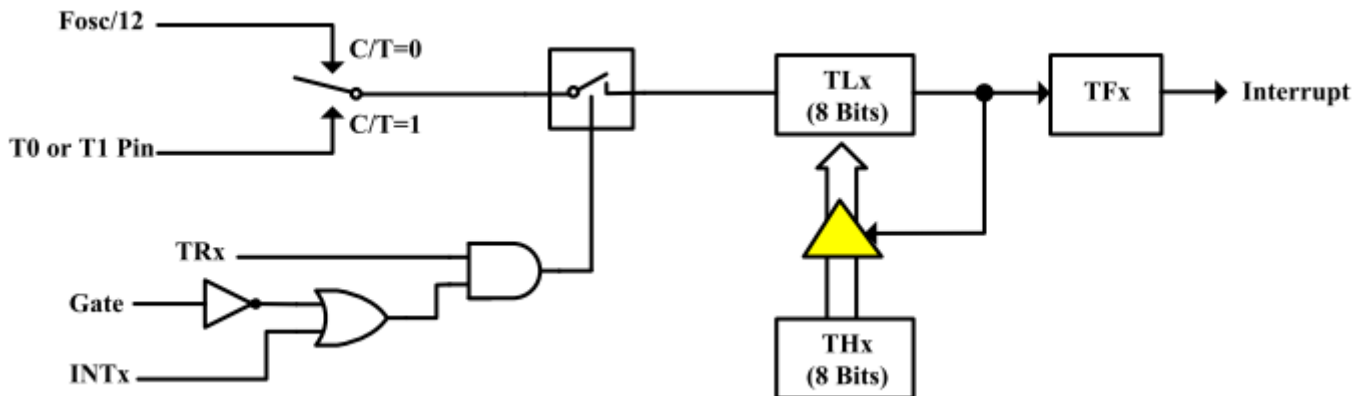 Fosc/12
C/T=0
C/T=1
T0 or T1 Pin
TLx
(8 Bits)
TFx
Interrupt
TRx
Gate
INTx
THx
(8 Bits)